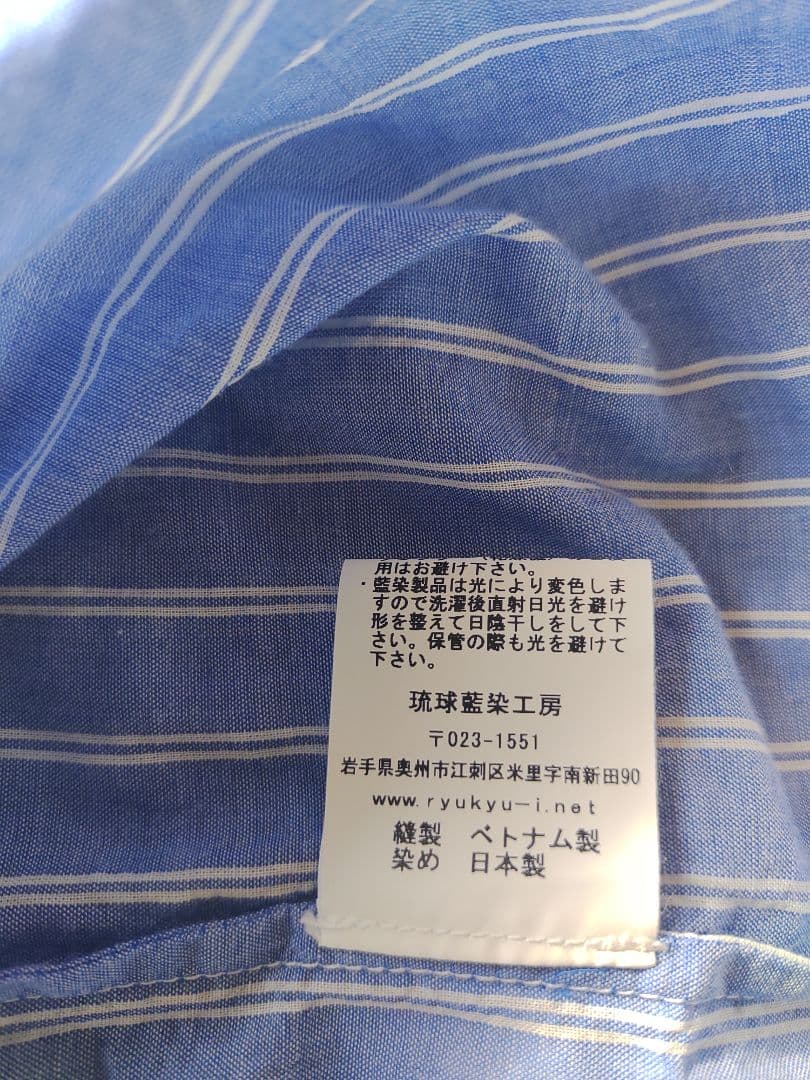 用はお避け下さい。
・藍染製品は光により変色しま
すので洗濯後直射日光を避け
形を整えて日陰干しをして下
さい。保管の際も光を避けて
下さい。
琉球藍染工房
〒023-1551
岩手県奥州市江刺区米里字南新田90
www.ryukyu-i.net
縫製 ベトナム製
染め 日本製